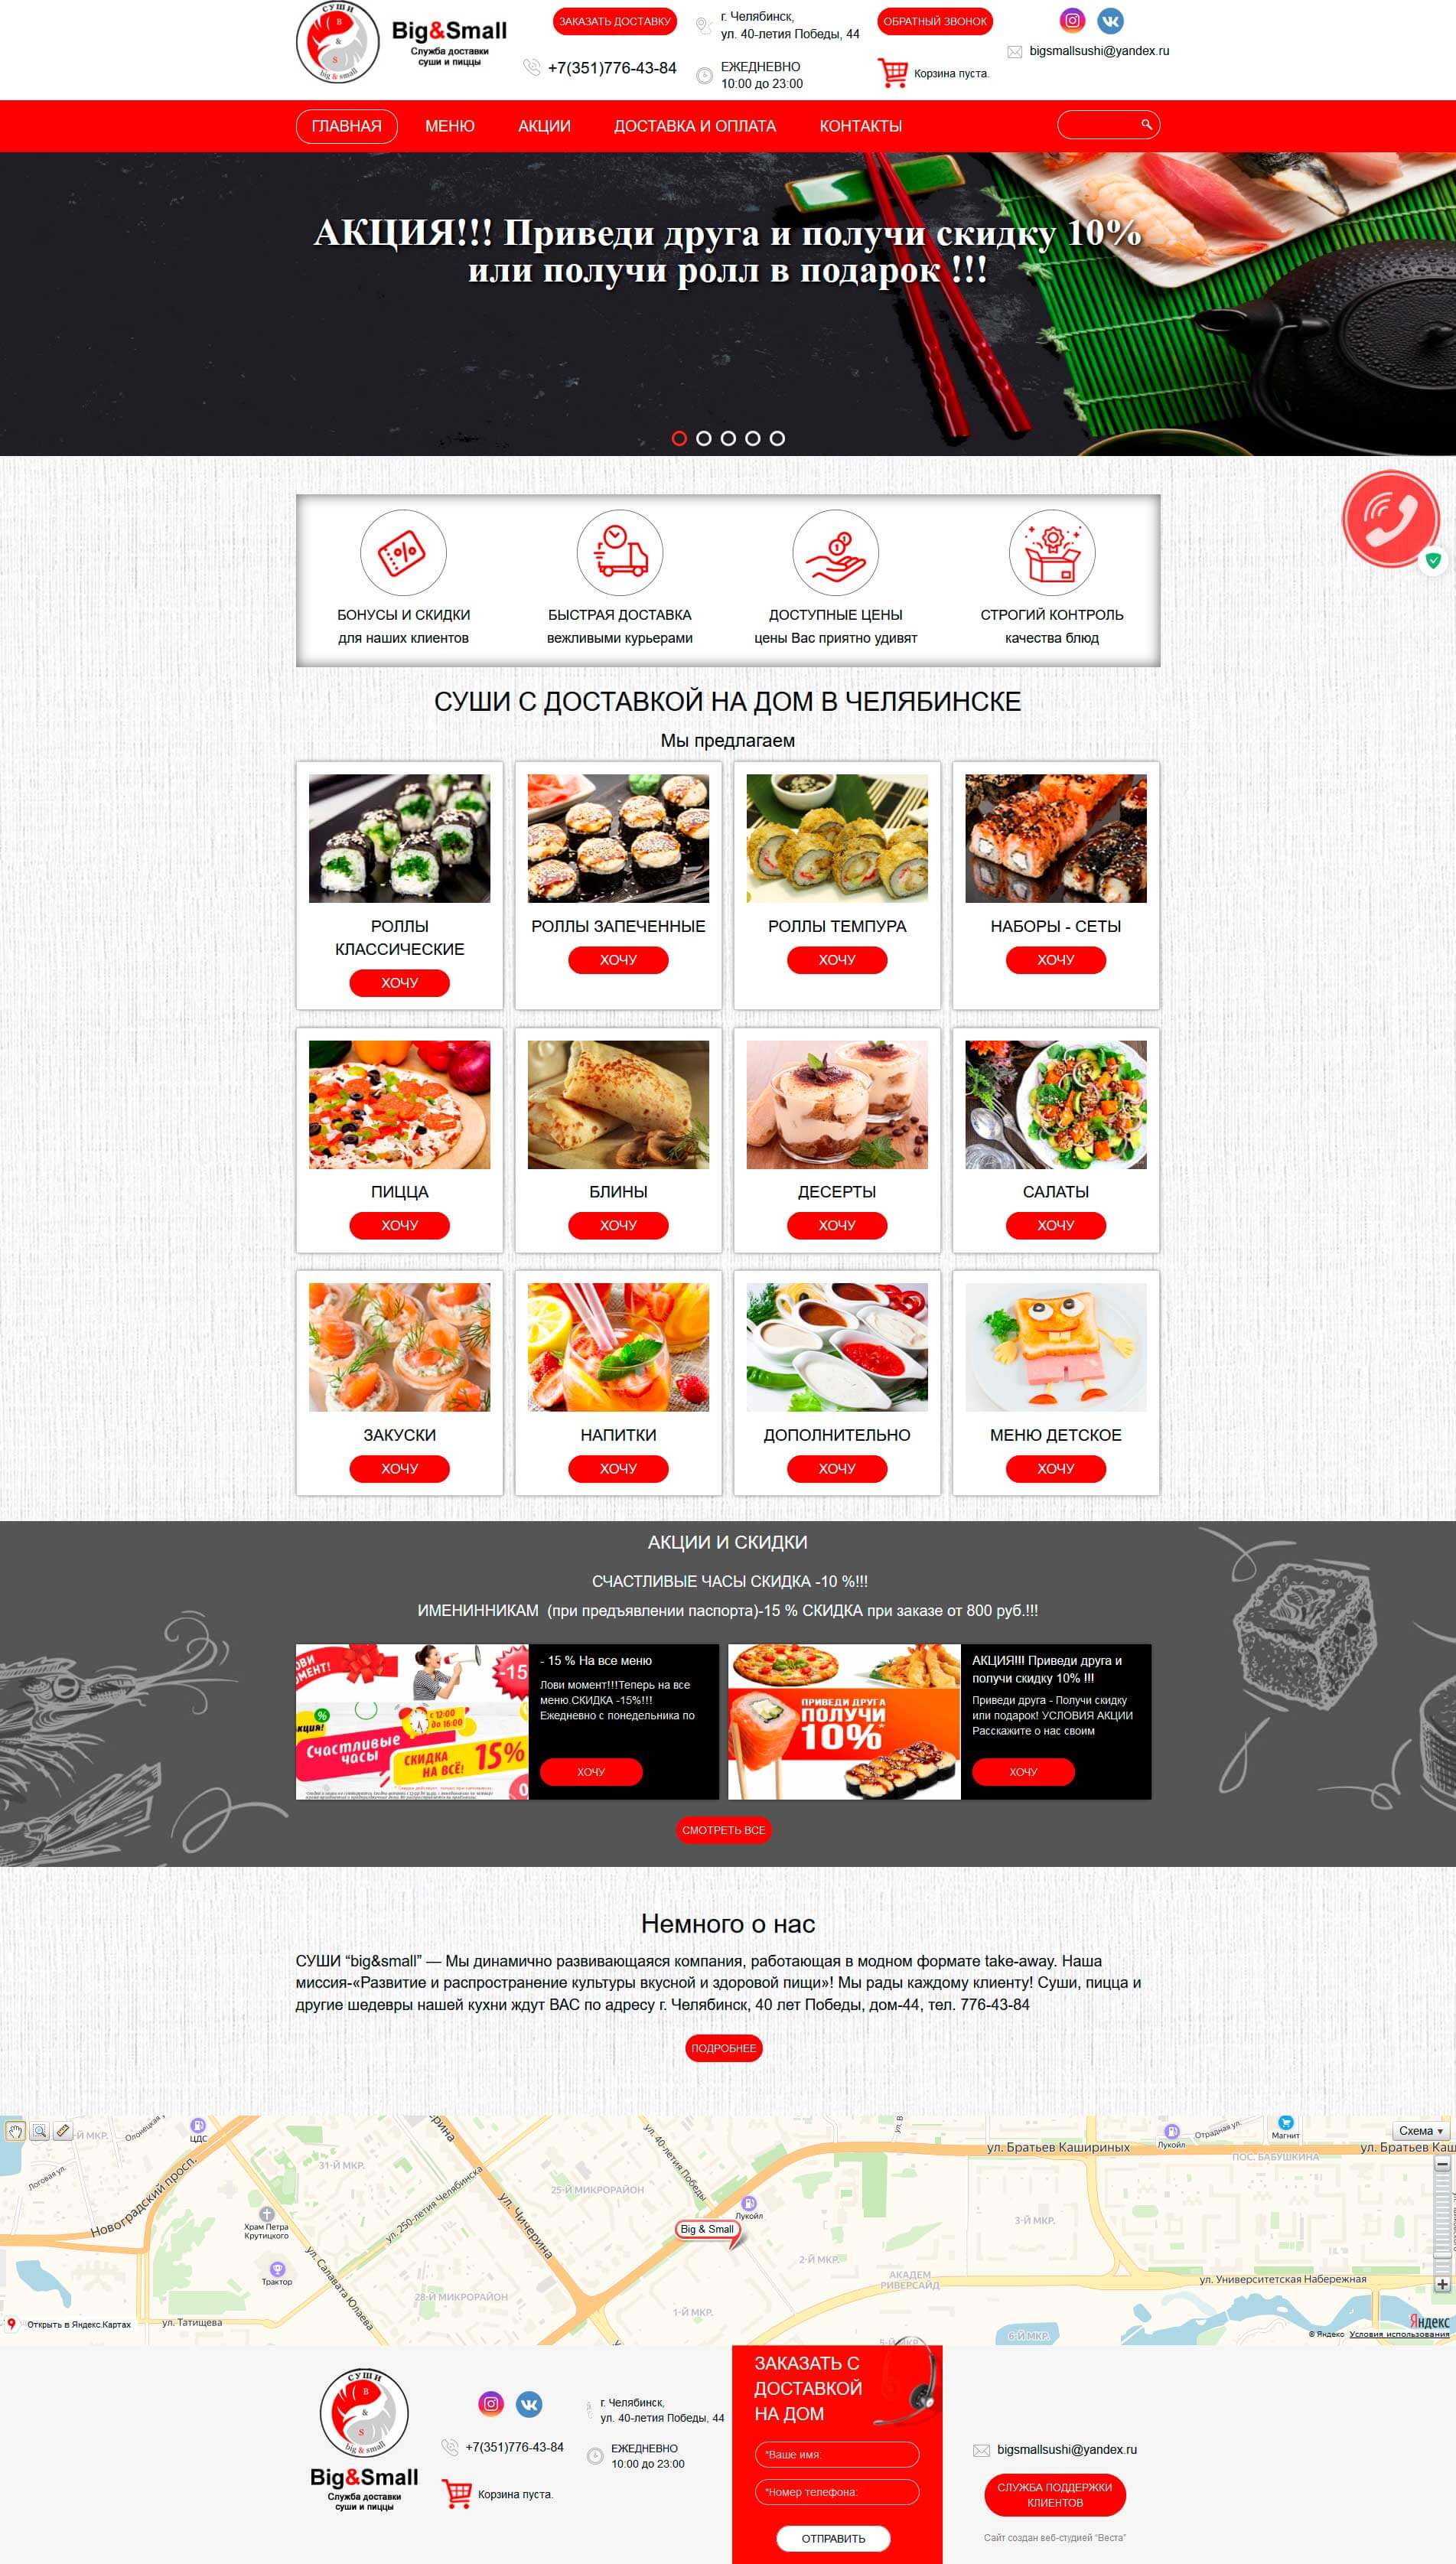 СУШИ
B
&
S
big & small
Big&Small
Служба доставки
суши и пиццы
ЗАКАЗАТЬ ДОСТАВКУ
+7(351)776-43-84
г. Челябинск,
ул. 40-летия Победы, 44
ЕЖЕДНЕВНО
10:00 до 23:00
ОБРАТНЫЙ ЗВОНОК
Корзина пуста.
bigsmallsushi@yandex.ru
ГЛАВНАЯ
МЕНЮ
АКЦИИ
ДОСТАВКА И ОПЛАТА
КОНТАКТЫ
АКЦИЯ!!! Приведи друга и получи скидку 10%
или получи ролл в подарок !!!
БОНУСЫ И СКИДКИ
для наших клиентов
БЫСТРАЯ ДОСТАВКА
вежливыми курьерами
ДОСТУПНЫЕ ЦЕНЫ
цены Вас приятно удивят
СТРОГИЙ КОНТРОЛЬ
качества блюд
СУШИ С ДОСТАВКОЙ НА ДОМ В ЧЕЛЯБИНСКЕ
Мы предлагаем
РОЛЛЫ
КЛАССИЧЕСКИЕ
ХОЧУ
РОЛЛЫ ЗАПЕЧЕННЫЕ
ХОЧУ
РОЛЛЫ ТЕМПУРА
ХОЧУ
НАБОРЫ - СЕТЫ
ХОЧУ
ПИЦЦА
ХОЧУ
БЛИНЫ
ХОЧУ
ДЕСЕРТЫ
ХОЧУ
САЛАТЫ
ХОЧУ
ЗАКУСКИ
ХОЧУ
НАПИТКИ
ХОЧУ
ДОПОЛНИТЕЛЬНО
ХОЧУ
МЕНЮ ДЕТСКОЕ
ХОЧУ
АКЦИИ И СКИДКИ
СЧАСТЛИВЫЕ ЧАСЫ СКИДКА -10 %!!!
ИМЕНИННИКАМ (при предъявлении паспорта)-15 % СКИДКА при заказе от 800 руб.!!!
ОВИ
МЕНТ!
-15
%
акция!
с 12:00
до 16:00
Счастливые
часы
СКИДКА
НА ВСЁ!
15%
- 15 % На все меню
Лови момент!!!Теперь на все
меню.СКИДКА -15%!!!
Ежедневно с понедельника по
ХОЧУ
ПРИВЕДИ ДРУГА
ПОЛУЧИ
10%
АКЦИЯ!!! Приведи друга и
получи скидку 10% !!!
Приведи друга - Получи скидку
или подарок! УСЛОВИЯ АКЦИИ
Расскажите о нас своим
ХОЧУ
СМОТРЕТЬ ВСЕ
Немного о нас
СУШИ “big&small” — Мы динамично развивающаяся компания, работающая в модном формате take-away. Наша
миссия-«Развитие и распространение культуры вкусной и здоровой пищи»! Мы рады каждому клиенту! Суши, пицца и
другие шедевры нашей кухни ждут ВАС по адресу г. Челябинск, 40 лет Победы, дом-44, тел. 776-43-84
ПОДРОБНЕЕ
Схема
ЦДС
Магнит
Отрадная ул.
Лукойл
ул. Братьев Кашириных
ул. Братьев Каш
ПОС. БАБУШКИНА
31-Й МКР.
Логовая ул.
Новоградский просп.
ул. 250-летия Челябинска
ул. 40-летия Победы
25-Й МИКРОРАЙОН
ул. Чичерина
Лукойл
Big & Small
Храм Петра
Крутицкого
3-Й МКР.
2-Й МКР.
Трактор
ул. Салавата Юлаева
28-Й МИКРОРАЙОН
АКАДЕМ
РИВЕРСАЙД
ул. Университетская Набережная
1-Й МКР.
ул. Татищева
Открыть в Яндекс.Картах
6-Й МКР.
5-Й МКР.
Яндекс
© Яндекс Условия использования
СУШИ
B
&
S
big & small
Big&Small
Служба доставки
суши и пиццы
+7(351)776-43-84
Корзина пуста.
г. Челябинск,
ул. 40-летия Победы, 44
ЕЖЕДНЕВНО
10:00 до 23:00
ЗАКАЗАТЬ С
ДОСТАВКОЙ
НА ДОМ
*Ваше имя:
*Номер телефона:
ОТПРАВИТЬ
bigsmallsushi@yandex.ru
СЛУЖБА ПОДДЕРЖКИ
КЛИЕНТОВ
Сайт создан веб-студией “Веста”